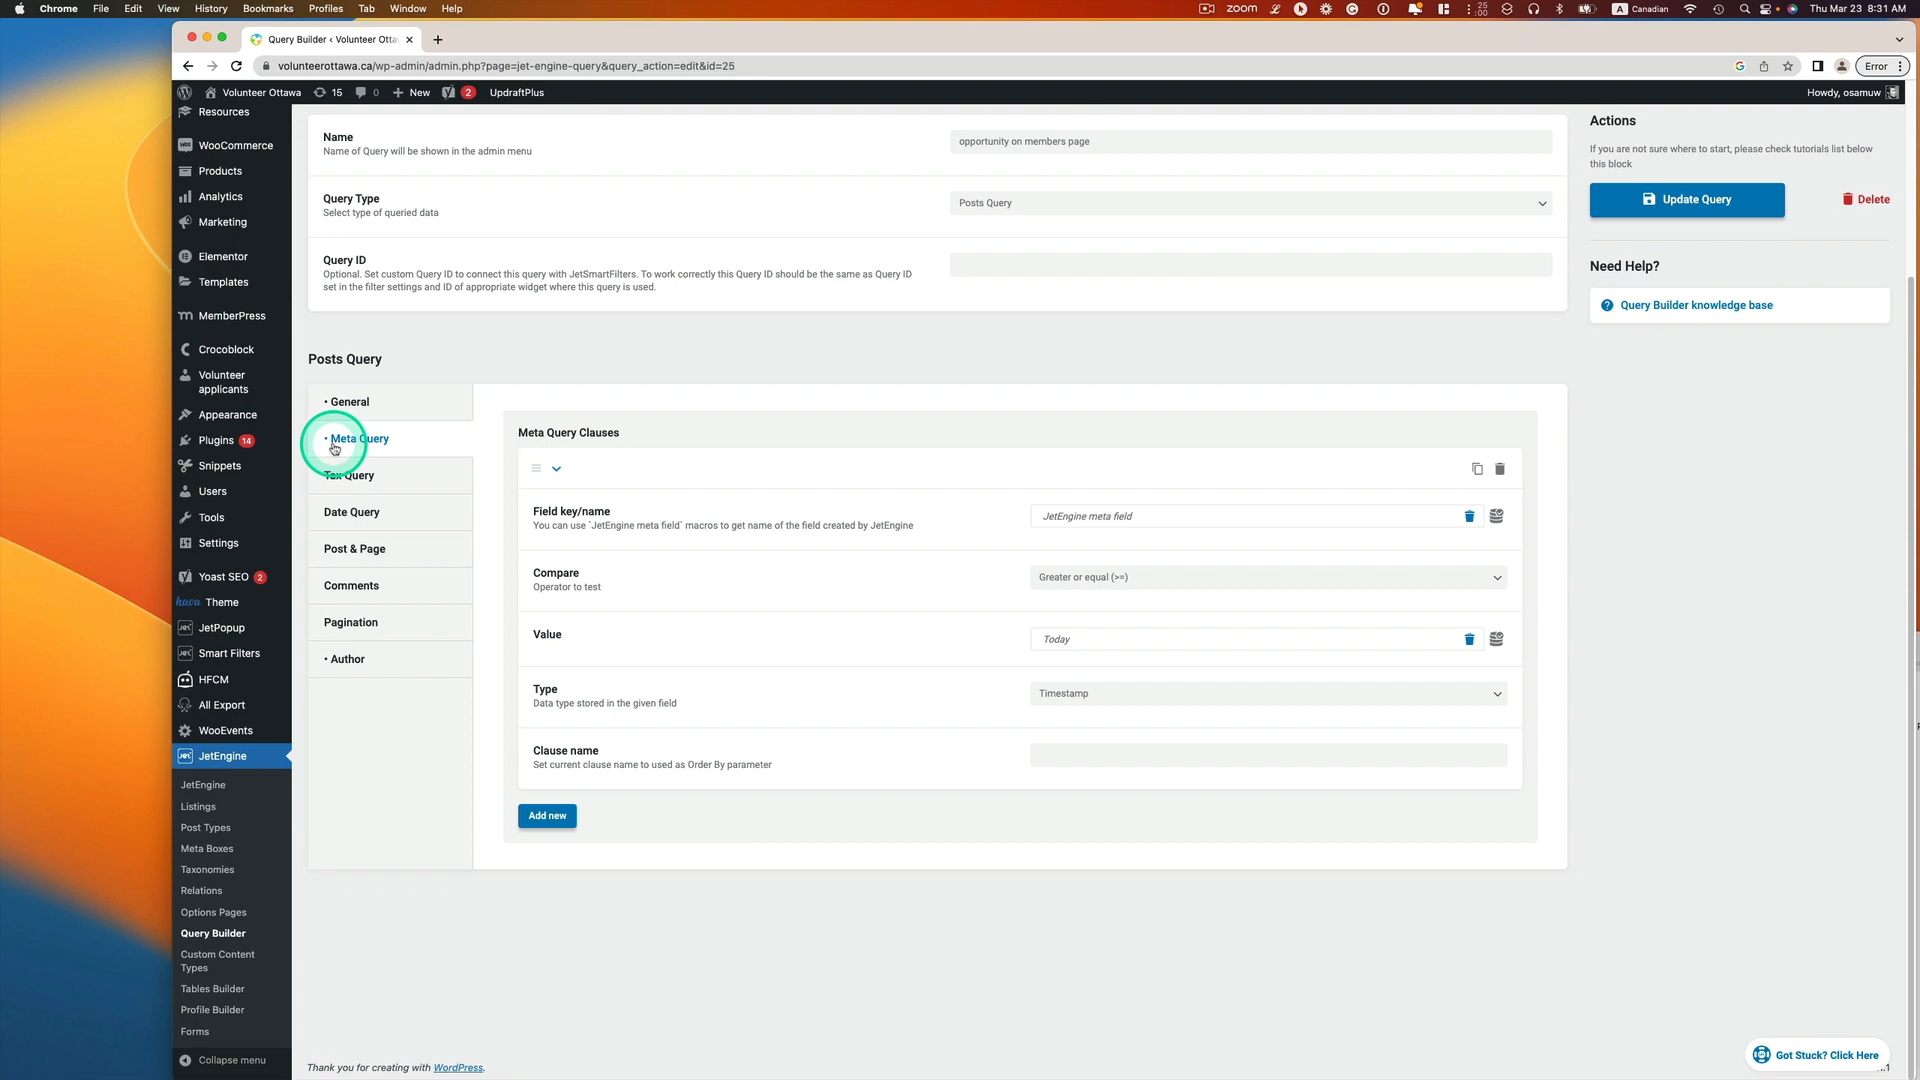 Chrome File Edit View History Bookmarks Profiles Tab Window Help
zoom 25 :00 A Canadian Thu Mar 23 8:31 AM
Query Builder ‹ Volunteer Otta
volunteerottawa.ca/wp-admin/admin.php?page=jet-engine-query&query_action=edit&id=25
Error
Volunteer Ottawa 15 0 New 2 UpdraftPlus
Howdy, osamuw
Resources
WooCommerce
Products
Analytics
Marketing
Elementor
Templates
MemberPress
Crocoblock
Volunteer
applicants
Appearance
Plugins 14
Snippets
Users
Tools
Settings
Yoast SEO 2
kava Theme
JetPopup
Smart Filters
HFCM
All Export
WooEvents
JetEngine
JetEngine
Listings
Post Types
Meta Boxes
Taxonomies
Relations
Options Pages
Query Builder
Custom Content
Types
Tables Builder
Profile Builder
Forms
Collapse menu
Name
Name of Query will be shown in the admin menu
opportunity on members page
Query Type
Select type of queried data
Posts Query
Query ID
Optional. Set custom Query ID to connect this query with JetSmartFilters. To work correctly this Query ID should be the same as Query ID
set in the filter settings and ID of appropriate widget where this query is used.
Posts Query
• General
• Meta Query
Tax Query
Date Query
Post & Page
Comments
Pagination
• Author
Meta Query Clauses
Field key/name
You can use `JetEngine meta field` macros to get name of the field created by JetEngine
JetEngine meta field
Compare
Operator to test
Greater or equal (>=)
Value
Today
Type
Data type stored in the given field
Timestamp
Clause name
Set current clause name to used as Order By parameter
Add new
Actions
If you are not sure where to start, please check tutorials list below
this block
Update Query
Delete
Need Help?
Query Builder knowledge base
Thank you for creating with WordPress.
Got Stuck? Click Here